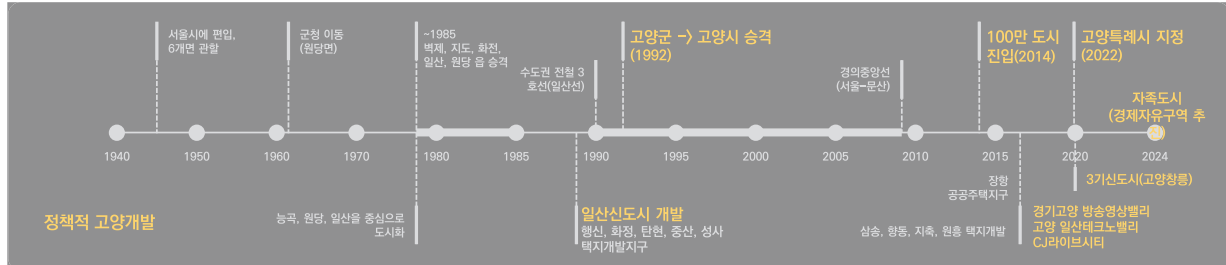 서울시에 편입,
6개면 관할
군청 이동
(원당면)
~1985
벽제, 지도, 화전,
일산, 원당 읍 승격
수도권 전철 3
호선(일산선)
고양군 -> 고양시 승격
(1992)
경의중앙선
(서울-문산)
100만 도시
진입(2014)
고양특례시 지정
(2022)
자족도시
(경제자유구역 추
진)
1940
1950
1960
1970
1980
1985
1990
1995
2000
2005
2010
2015
2020
2024
정책적 고양개발
능곡, 원당, 일산을 중심으로
도시화
일산신도시 개발
행신, 화정, 탄현, 중산, 성사
택지개발지구
장항
공공주택지구
삼송, 향동, 지축, 원흥 택지개발
3기신도시(고양창릉)
경기고양 방송영상밸리
고양 일산테크노밸리
CJ라이브시티